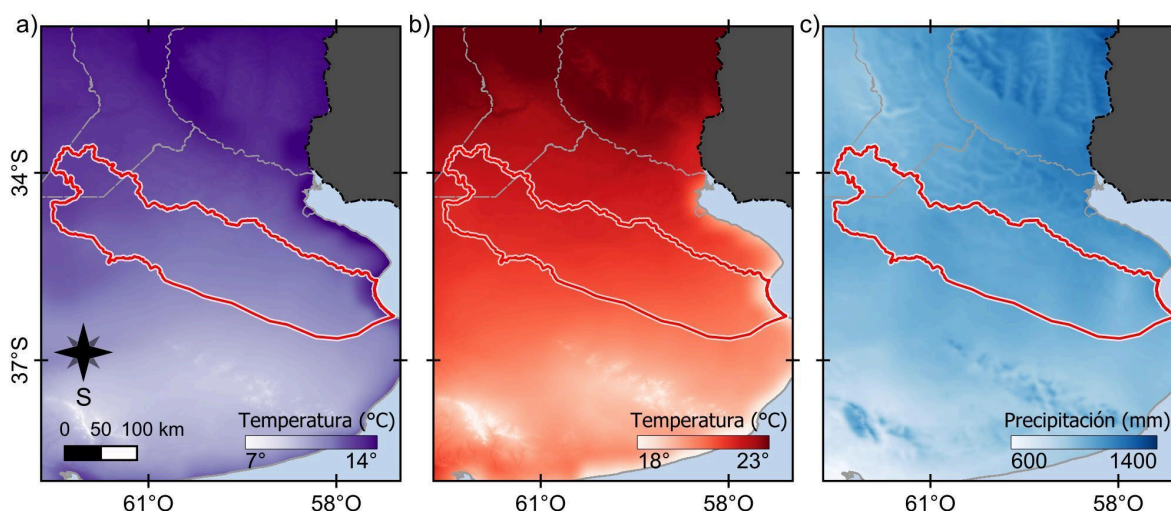 a)
b)
c)
34°S
37°S
S
0 50 100 km
Temperatura (°C)
7° 14°
Temperatura (°C)
18° 23°
Precipitación (mm)
600 1400
61°O 58°O
61°O 58°O
61°O 58°O